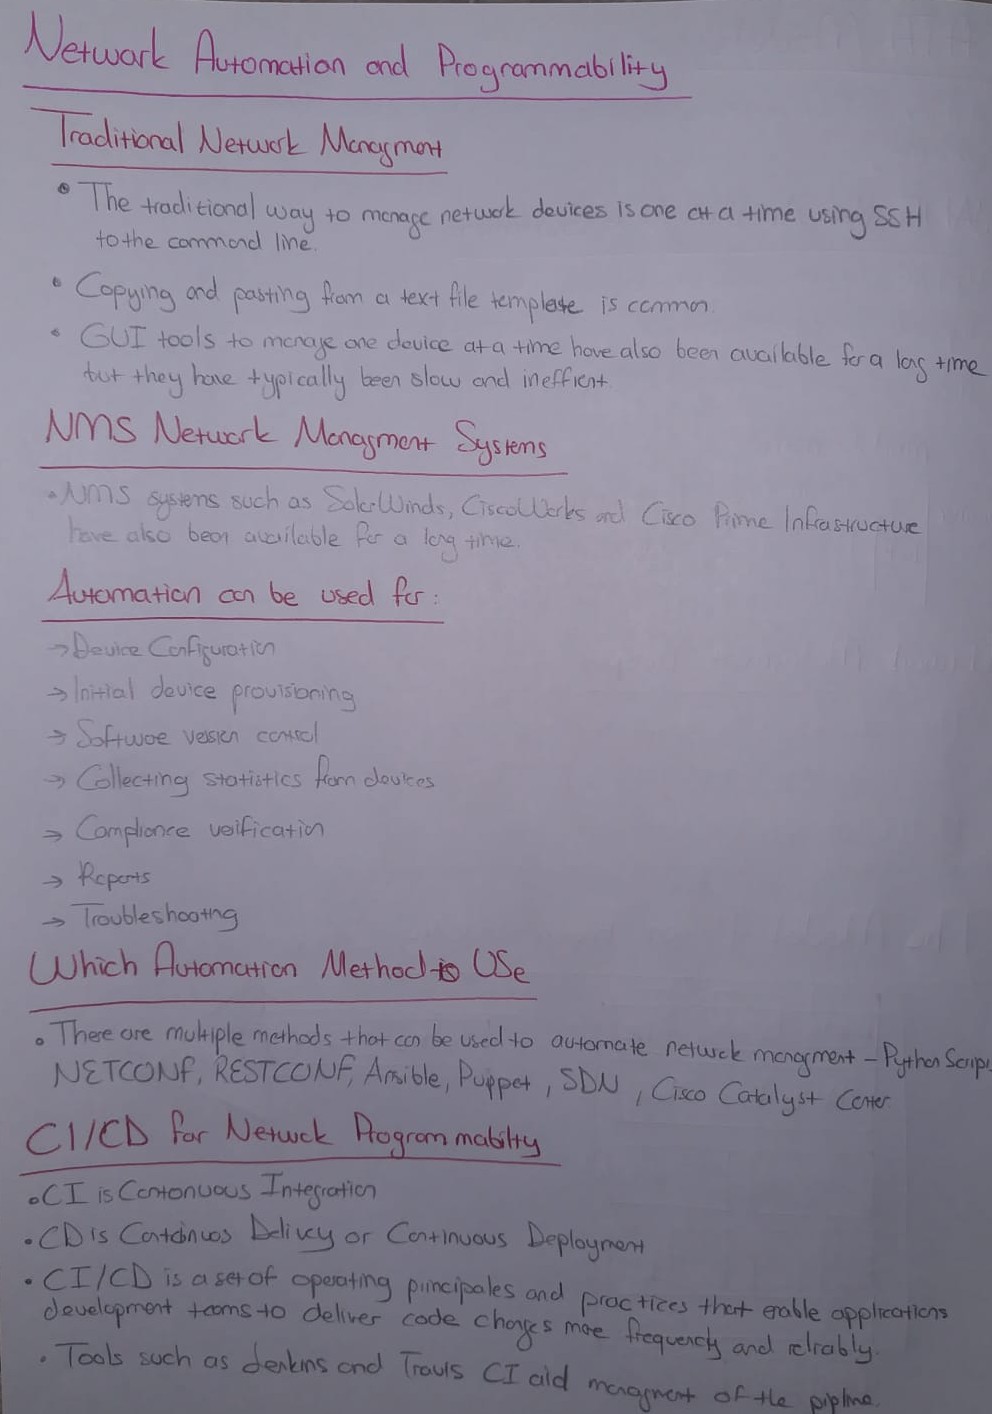 Network Automation and Programmability
Traditional Network Managment
• The traditional way to manage network devices is one at a time using SSH
to the command line.
• Copying and pasting from a text file template is common.
• GUI tools to manage one device at a time have also been available for a long time
but they have typically been slow and ineffient.
NMS Network Managment Systems
• NMS systems such as SolarWinds, CiscoWorks and Cisco Prime Infrastructure
have also been available for a long time.
Automation can be used for:
→ Device Configuration
→ Initial device provisioning
→ Software version control
→ Collecting statistics from devices
→ Compliance verification
→ Reports
→ Troubleshooting
Which Automation Method to Use
• There are multiple methods that can be used to automate network managment – Python Scrips,
NETCONF, RESTCONF, Ansible, Puppet, SDN, Cisco Catalyst Center
CI/CD for Network Programmabilty
• CI is Contonuous Integration
• CD is Continuos Delivey or Continuous Deployment
• CI/CD is a set of operating principales and practices that enable applications
development teams to deliver code changes more frequently and reliably.
• Tools such as Jenkins and Travis CI aid managment of the pipline.